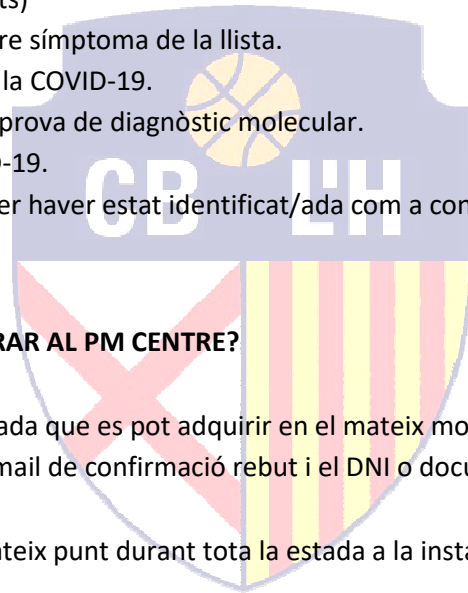 ts)
re símptoma de la llista.
la COVID-19.
prova de diagnòstic molecular.
-19.
er haver estat identificat/ada com a con
CB L'H
RAR AL PM CENTRE?
ada que es pot adquirir en el mateix mo
mail de confirmació rebut i el DNI o docu
ateix punt durant tota la estada a la insta